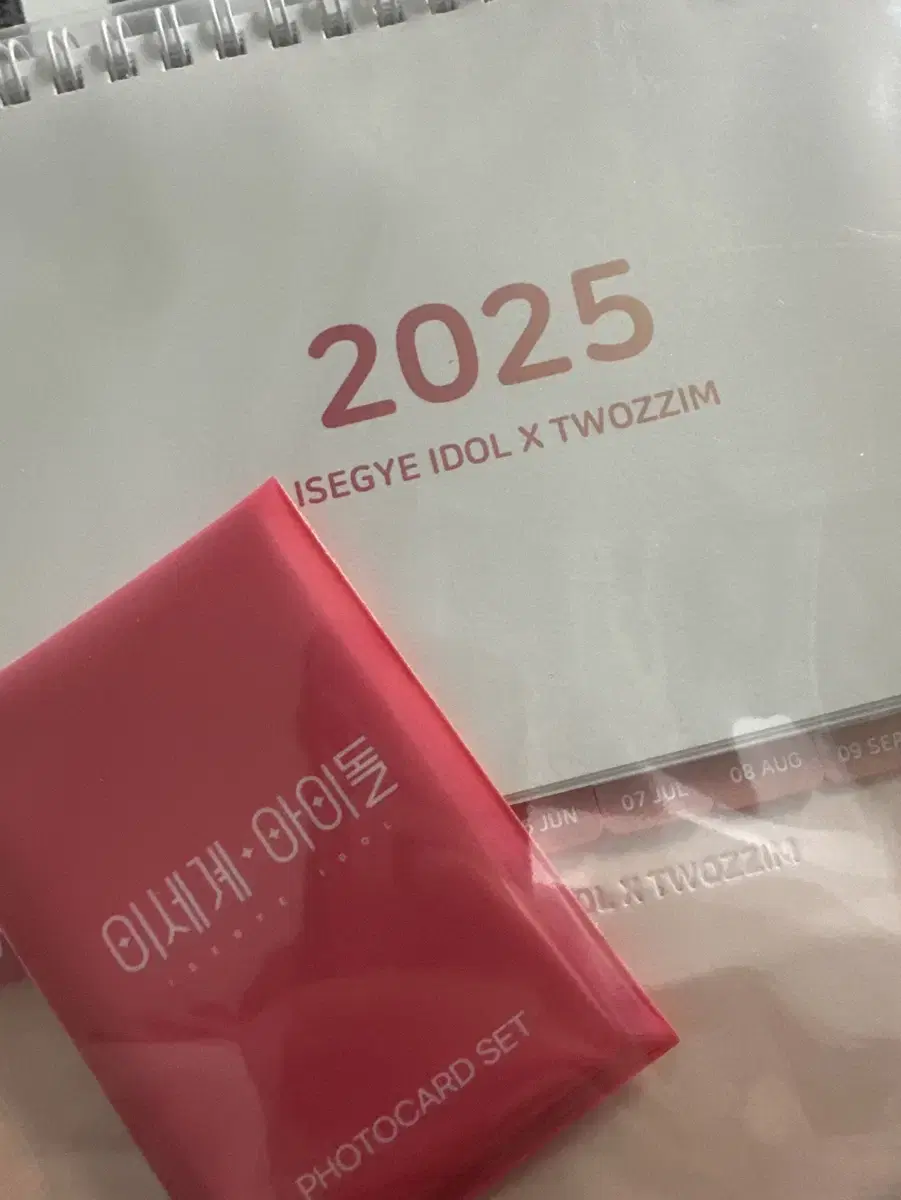 2025
ISEGYE IDOL X TWOZZIM
JUN
07 JUL
08 AUG
09 SEP
X TWOZZIM
이세계·아이돌
ISEGYE IDOL
PHOTOCARD SET